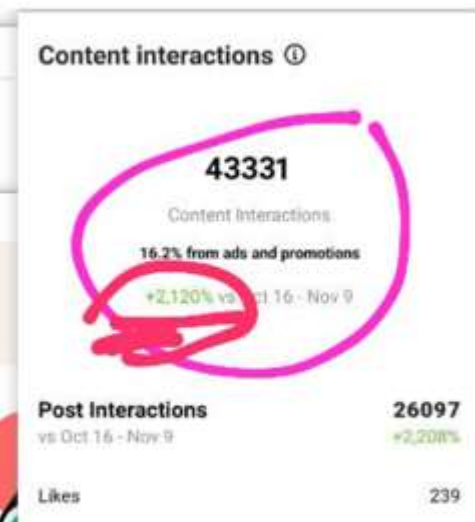 Content interactions
43331
Content Interactions
16.2% from ads and promotions
+2,120% vs Oct 16 - Nov 9
Post Interactions 26097
vs Oct 16 - Nov 9 +2,208%
Likes 239